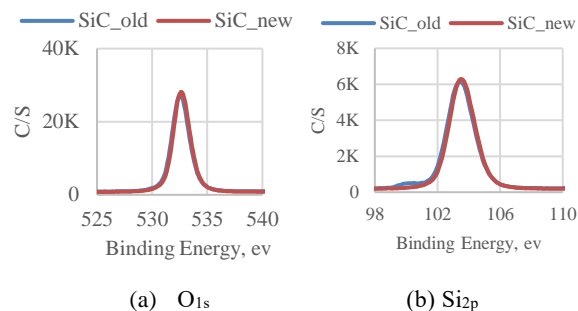 SiC_old SiC_new
40K
20K
0
C/S
525 530 535 540
Binding Energy, ev
(a) O1s
SiC_old SiC_new
8K
6K
4K
2K
0K
C/S
98 102 106 110
Binding Energy, ev
(b) Si2p